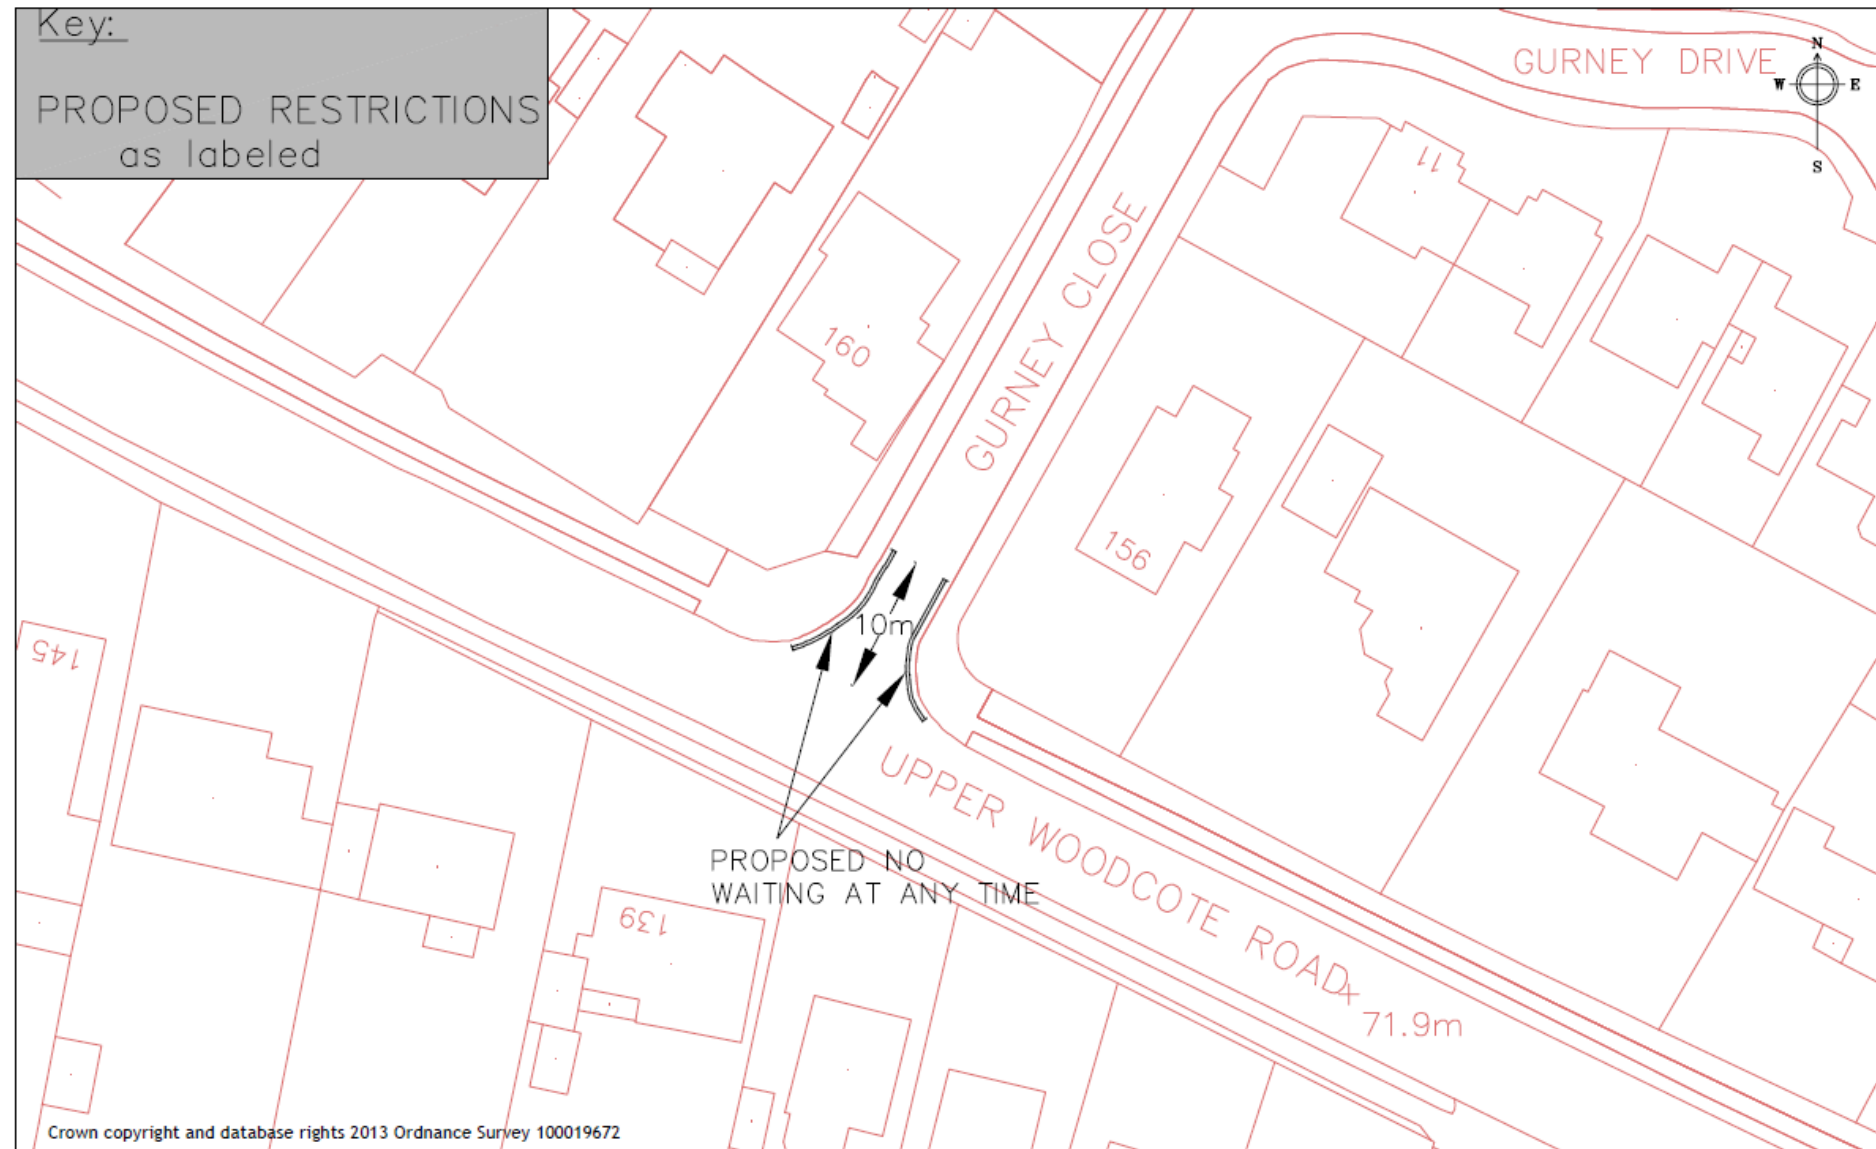 Key:
PROPOSED RESTRICTIONS
as labeled
GURNEY DRIVE
N
W
E
S
11
GURNEY CLOSE
160
156
10m
145
UPPER WOODCOTE ROAD
PROPOSED NO
WAITING AT ANY TIME
139
x
71.9m
Crown copyright and database rights 2013 Ordnance Survey 100019672